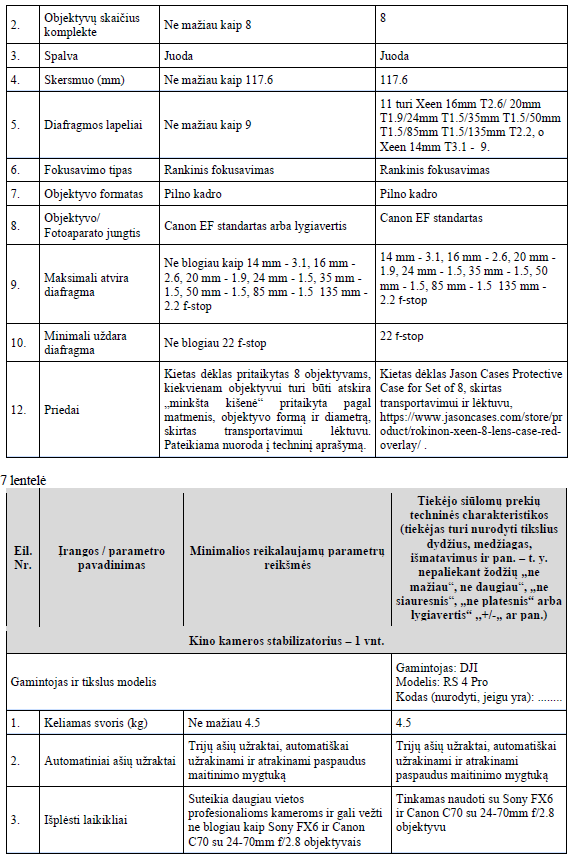 2. Objektyvų skaičius Ne mažiau kaip 8 8
komplekte
3. Spalva Juoda Juoda
4. Skersmuo (mm) Ne mažiau kaip 117.6 117.6
5. Diafragmos lapeliai Ne mažiau kaip 9 11 turi Xeen 16mm T2.6/ 20mm
T1.9/24mm T1.5/35mm T1.5/50mm
T1.5/85mm T1.5/135mm T2.2, o
Xeen 14mm T3.1 - 9.
6. Fokusavimo tipas Rankinis fokusavimas Rankinis fokusavimas
7. Objektyvo formatas Pilno kadro Pilno kadro
8. Objektyvo/ Canon EF standartas arba lygiavertis Canon EF standartas
Fotoaparato jungtis
9. Maksimali atvira Ne blogiau kaip 14 mm - 3.1, 16 mm - 14 mm - 3.1, 16 mm - 2.6, 20 mm -
diafragma 2.6, 20 mm - 1.9, 24 mm - 1.5, 35 mm - 1.9, 24 mm - 1.5, 35 mm - 1.5, 50
1.5, 50 mm - 1.5, 85 mm - 1.5 135 mm - mm - 1.5, 85 mm - 1.5 135 mm -
2.2 f-stop 2.2 f-stop
10. Minimali uždara Ne blogiau 22 f-stop 22 f-stop
diafragma
12. Priedai Kietas dėklas pritaikytas 8 objektyvams, Kietas dėklas Jason Cases Protective
kiekvienam objektyvui turi būti atskira Case for Set of 8, skirtas
„minkšta kišenė“ pritaikyta pagal transportavimui ir lėktuvu,
matmenis, objektyvo formą ir diametrą, https://www.jasoncases.com/store/pr
skirtas transportavimui lėktuvu. oduct/rokinon-xeen-8-lens-case-red-
Pateikiama nuoroda į techninį aprašymą. overlay/ .
7 lentelė
Eil. Nr. Įrangos / parametro pavadinimas Minimalios reikalaujamų parametrų reikšmės Tiekėjo siūlomų prekių
techninės charakteristikos
(tiekėjas turi nurodyti tikslius
dydžius, medžiagas,
išmatavimus ir pan. – t. y.
nepaliekant žodžių „ne
mažiau“, ne daugiau“, „ne
siauresnis“, „ne platesnis“ arba
lygiavertis“ „+/-„ ar pan.)
Kino kameros stabilizatorius – 1 vnt.
Gamintojas ir tikslus modelis Gamintojas: DJI
Modelis: RS 4 Pro
Kodas (nurodyti, jeigu yra): ........
1. Keliamas svoris (kg) Ne mažiau 4.5 4.5
2. Automatiniai ašių užraktai Trijų ašių užraktai, automatiškai Trijų ašių užraktai, automatiškai
užrakinami ir atrakinami paspaudus užrakinami ir atrakinami
maitinimo mygtuką paspaudus maitinimo mygtuką
3. Išplėsti laikikliai Suteikia daugiau vietos Tinkamas naudoti su Sony FX6
profesionalioms kameroms ir gali vežti ir Canon C70 su 24-70mm f/2.8
ne blogiau kaip Sony FX6 ir Canon objektyvu
C70 su 24-70mm f/2.8 objektyvais